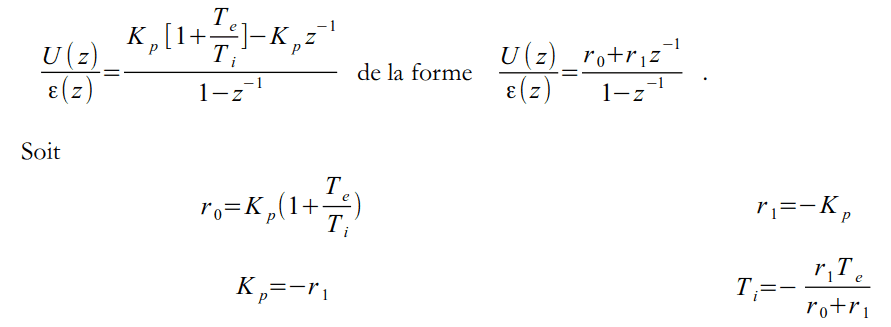 U(z)/ε(z) = (K_p[1+T_e/T_i]−K_p z^−1)/(1−z^−1) de la forme U(z)/ε(z) = (r_0+r_1 z^−1)/(1−z^−1) .
Soit
r_0=K_p(1+T_e/T_i) r_1=−K_p
K_p=−r_1 T_i=− r_1 T_e/(r_0+r_1)